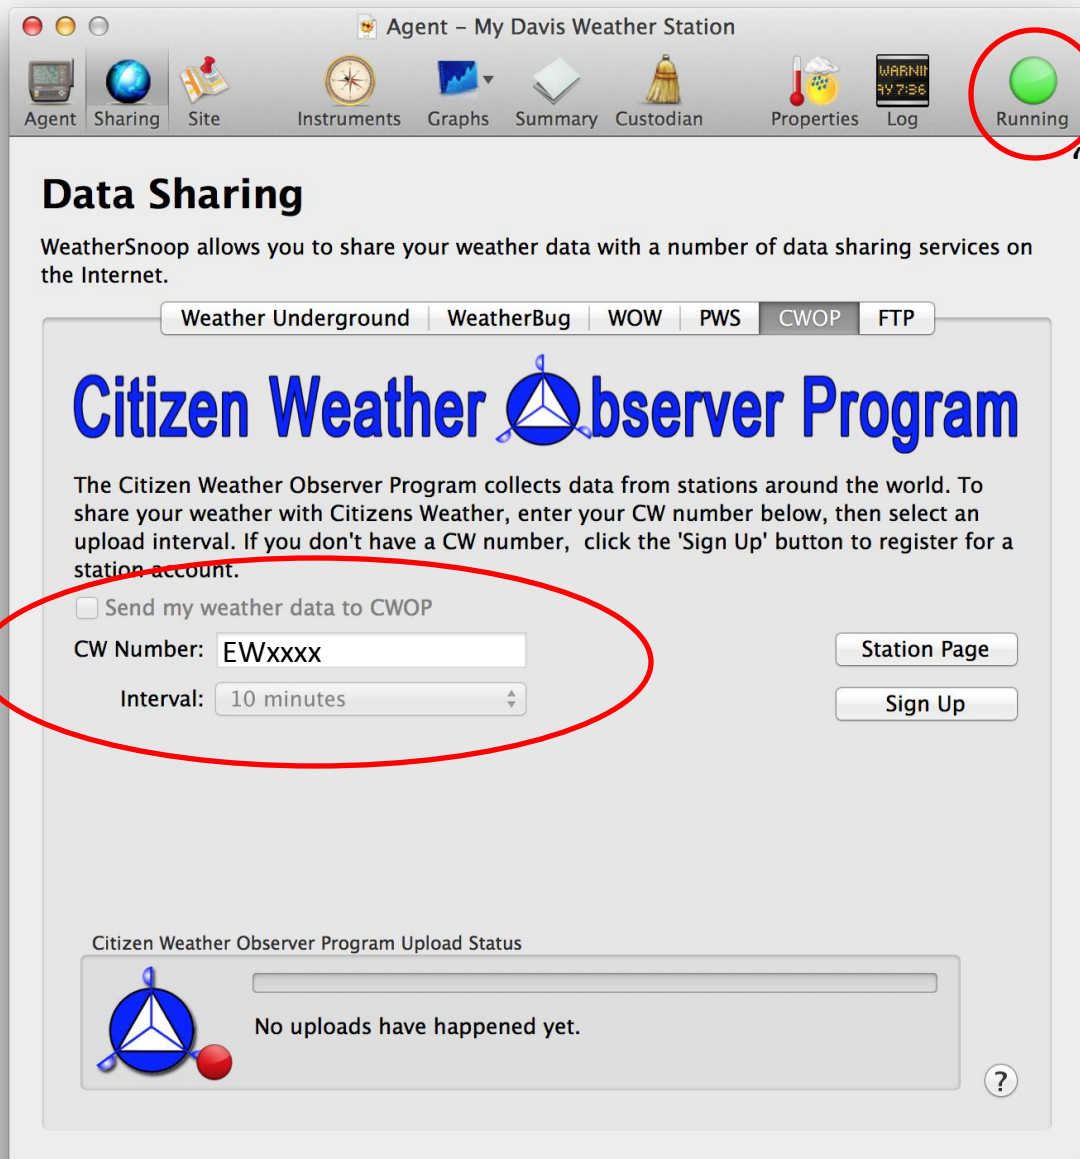 Agent – My Davis Weather Station
WARNIN
AY 7:36
Agent Sharing Site Instruments Graphs Summary Custodian Properties Log Running
Data Sharing
WeatherSnoop allows you to share your weather data with a number of data sharing services on
the Internet.
Weather Underground WeatherBug WOW PWS CWOP FTP
Citizen Weather Observer Program
The Citizen Weather Observer Program collects data from stations around the world. To
share your weather with Citizens Weather, enter your CW number below, then select an
upload interval. If you don't have a CW number, click the 'Sign Up' button to register for a
station account.
Send my weather data to CWOP
CW Number: EWxxxx Station Page
Interval: 10 minutes Sign Up
Citizen Weather Observer Program Upload Status
No uploads have happened yet.
?